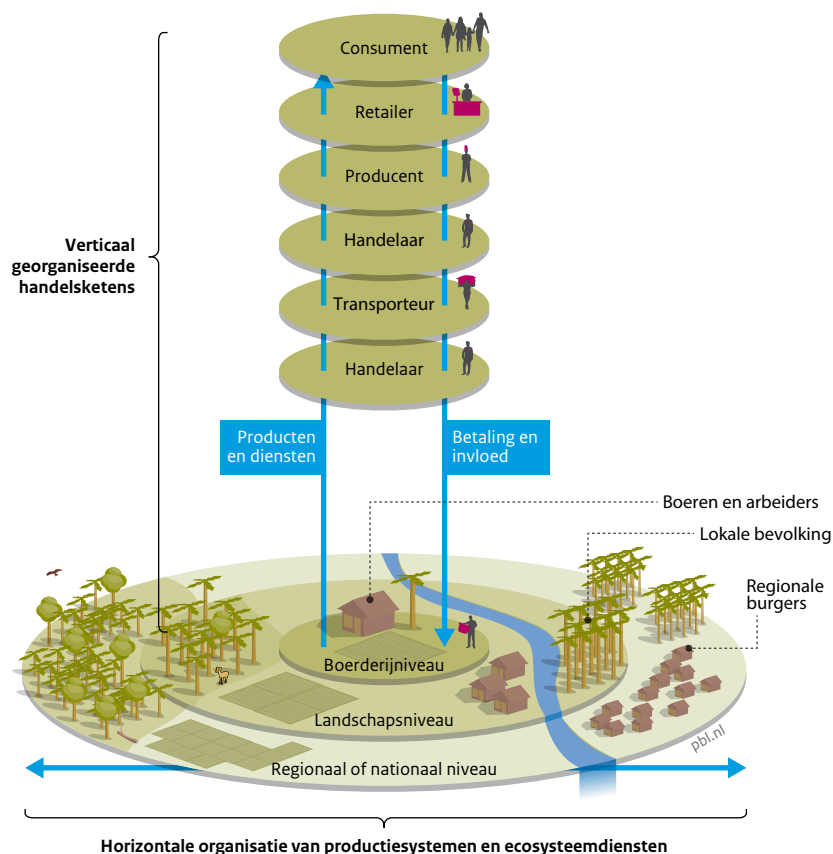 Consument
Retailer
Producent
Handelaar
Transporteur
Handelaar
Verticaal
georganiseerde
handelsketens
Producten
en diensten
Betaling en
invloed
Boeren en arbeiders
Lokale bevolking
Regionale
burgers
Boerderijniveau
Landschapsniveau
Regionaal of nationaal niveau
pbl.nl
Horizontale organisatie van productiesystemen en ecosysteemdiensten